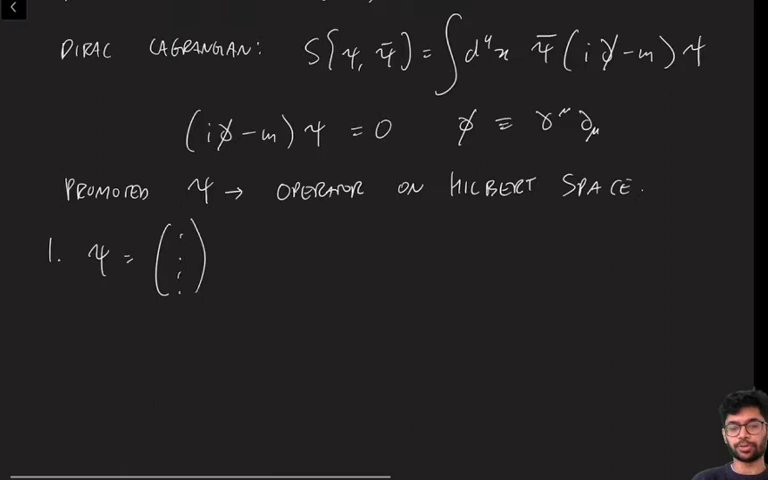 DIRAC LAGRANGIAN: S[ψ, ψ̄] = ∫d⁴x ψ̄(i∂̸ - m)ψ
(i∂̸ - m)ψ = 0 ∂̸ ≡ γ^μ ∂_μ
PROMOTED ψ → OPERATOR ON HILBERT SPACE.
1. ψ = ( )